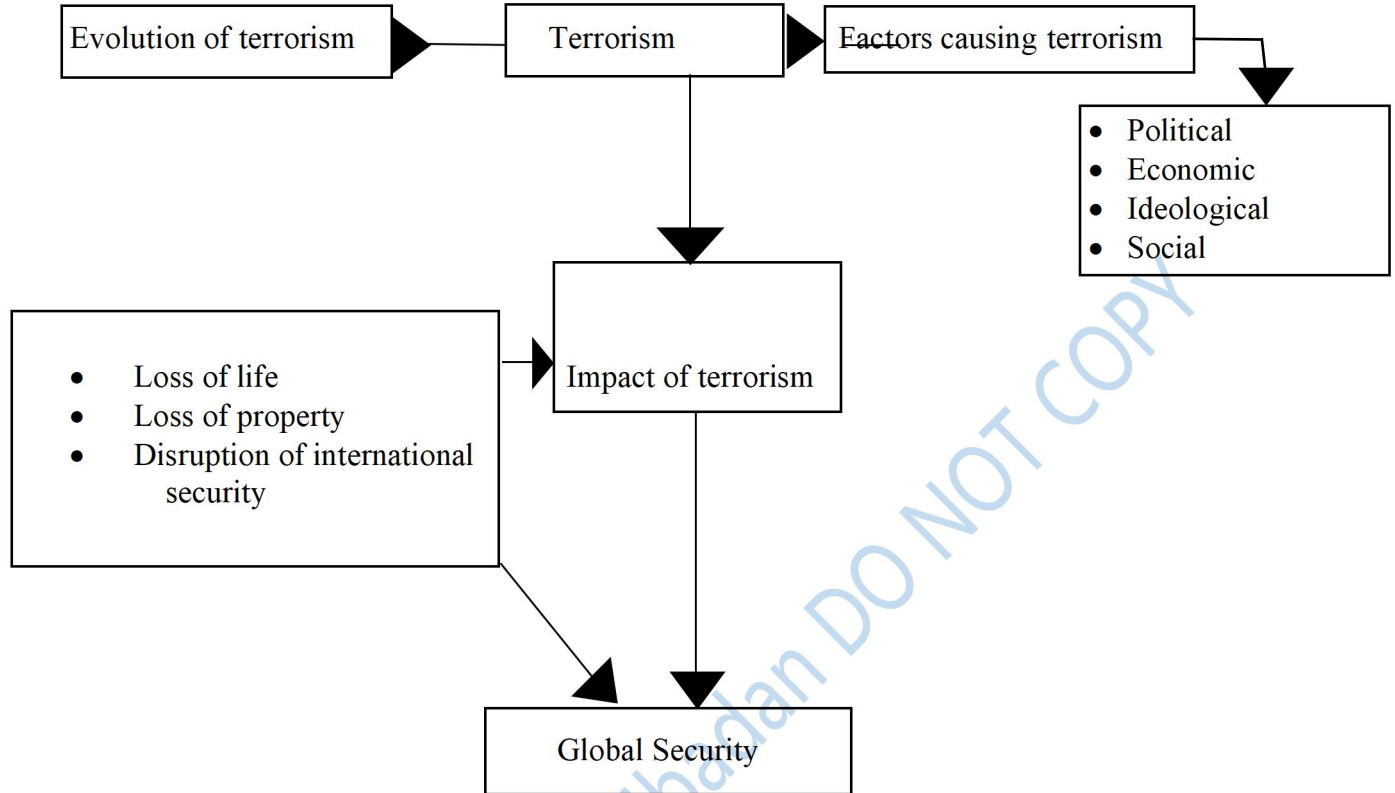 Evolution of terrorism
Terrorism
Factors causing terrorism
• Political
• Economic
• Ideological
• Social
Impact of terrorism
• Loss of life
• Loss of property
• Disruption of international
security
Global Security
Ibadan DO NOT COPY